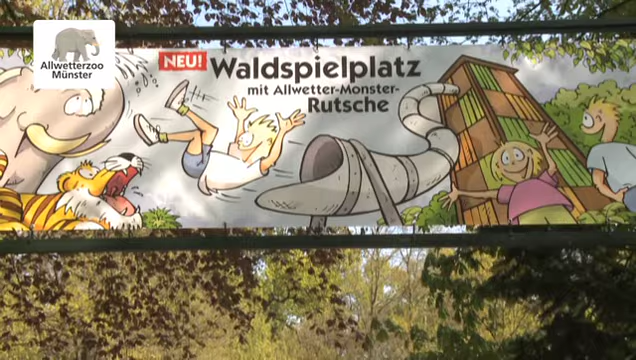 Allwetterzoo
Münster
NEU! Waldspielplatz
mit Allwetter-Monster-
Rutsche